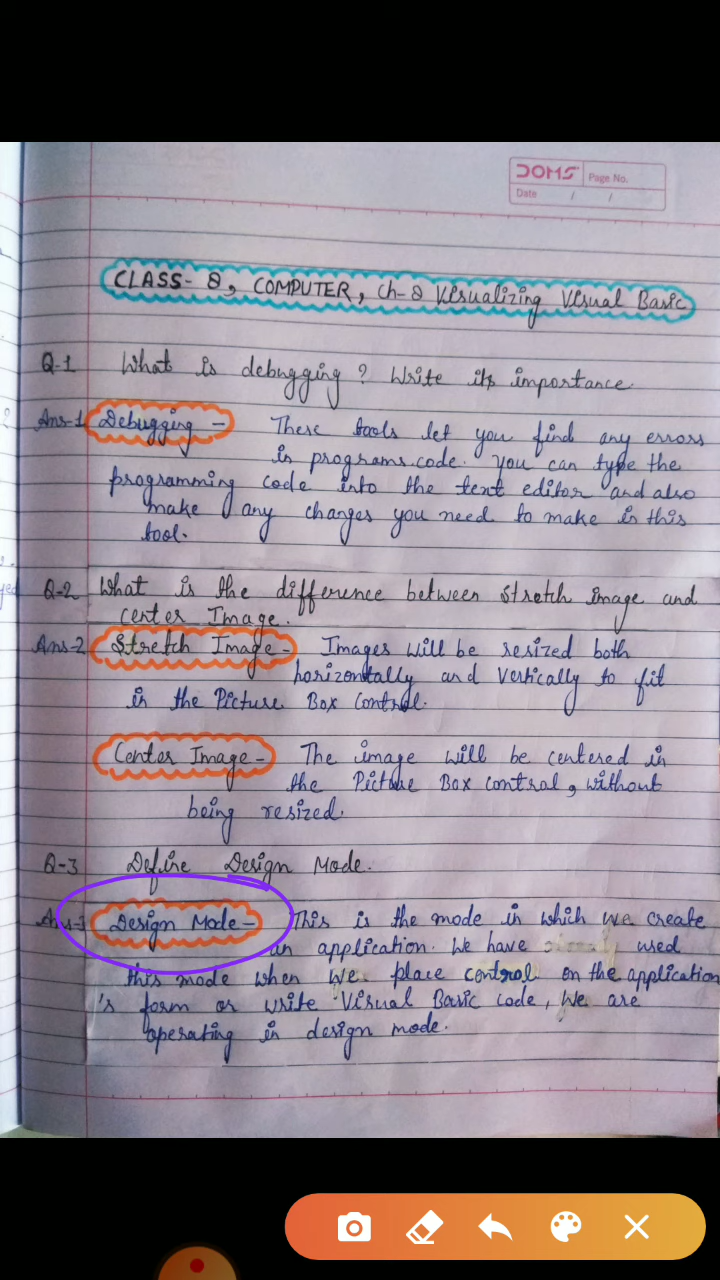 DOMS Page No.
Date / /
CLASS- 8, COMPUTER, Ch-8 Visualizing Visual Basic
Q-1 What is debugging? Write its importance
Ans-1 Debugging - These tools let you find any errors
in programs code. you can type the
programming code into the text editor and also
make any changes you need to make in this
tool.
Q-2 What is the difference between Stretch image and
center Image.
Ans-2 Stretch Image - Images will be resized both
horizontally and vertically to fit
in the Picture Box Control.
Center Image - The image will be centered in
the Picture Box control, without
being resized.
Q-3 Define Design Mode.
Ans-3 Design Mode - This is the mode in which we create
an application. We have used
this mode when we place control on the application
's form or write Visual Basic code, We are
operating in design mode.